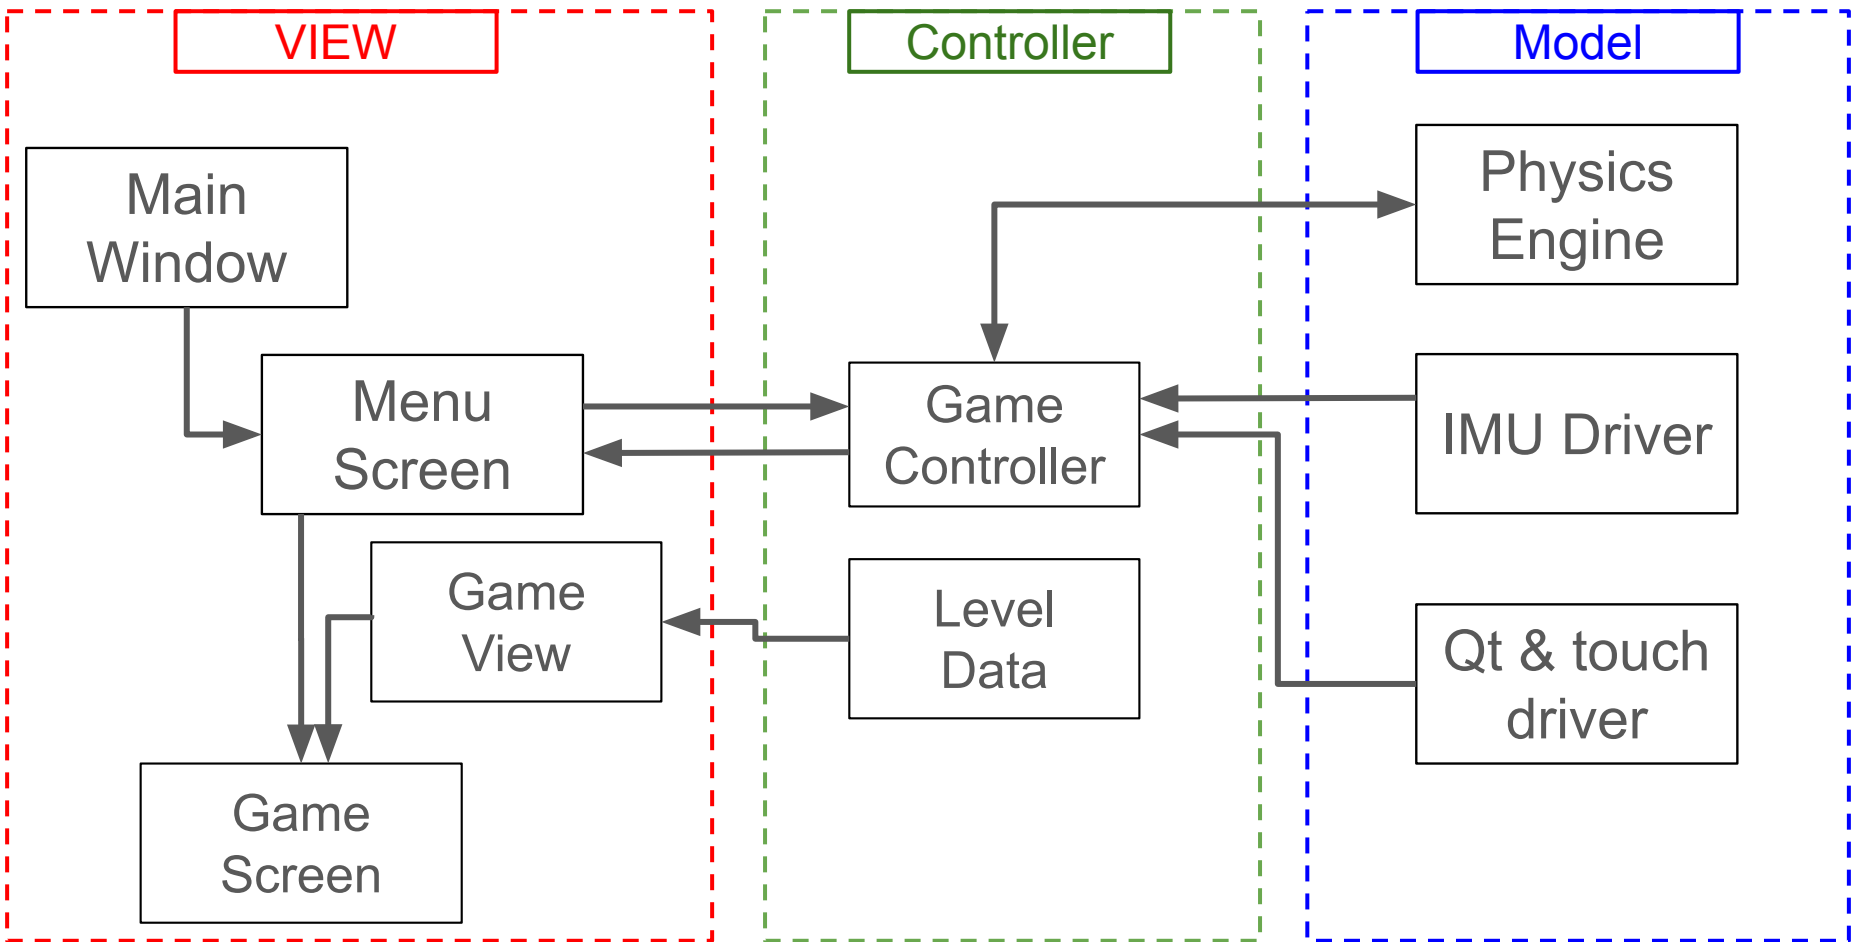 VIEW
Controller
Model
Main
Window
Physics
Engine
Menu
Screen
Game
Controller
IMU Driver
Game
View
Level
Data
Qt & touch
driver
Game
Screen